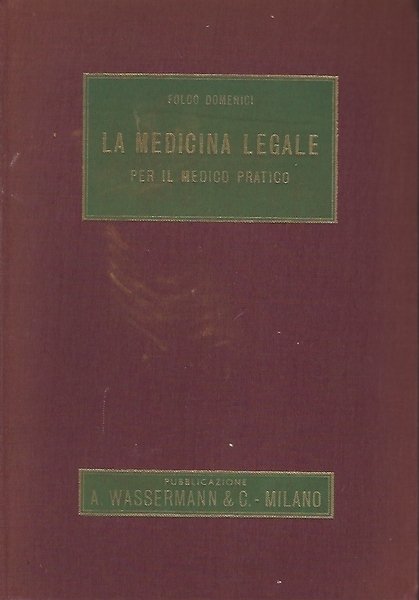 FOLCO DOMENICI
LA MEDICINA LEGALE
PER IL MEDICO PRATICO
PUBBLICAZIONE
A. WASSERMANN & C. - MILANO